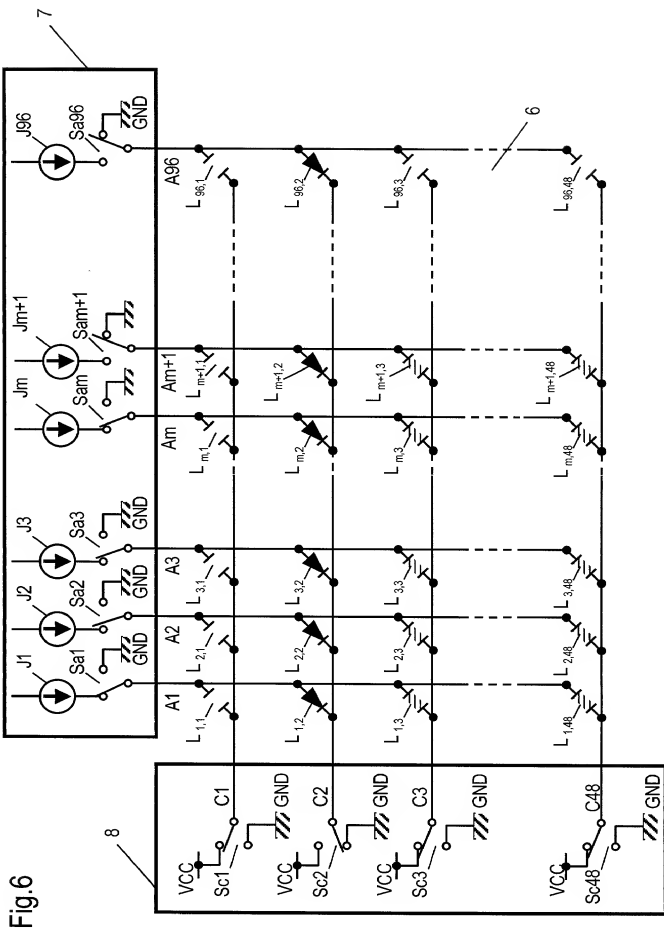 Fig.6
7
J1
J2
J3
Jm
Jm+1
J96
Sa1
Sa2
Sa3
Sam
Sam+1
Sa96
GND
GND
GND
GND
A1
A2
A3
Am
Am+1
A96
8
VCC
Sc1
C1
GND
L1,1
L2,1
L3,1
Lm,1
Lm+1,1
L96,1
VCC
Sc2
C2
GND
L1,2
L2,2
L3,2
Lm,2
Lm+1,2
L96,2
VCC
Sc3
C3
GND
L1,3
L2,3
L3,3
Lm,3
Lm+1,3
L96,3
6
VCC
Sc48
C48
GND
L1,48
L2,48
L3,48
Lm,48
Lm+1,48
L96,48